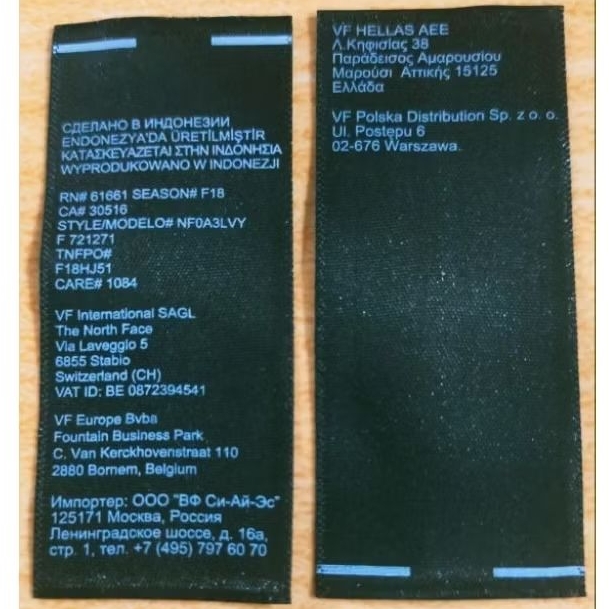 СДЕЛАНО В ИНДОНЕЗИИ
ENDONEZYA'DA ÜRETİLMİŞTİR
ΚΑΤΑΣΚΕΥΑΖΕΤΑΙ ΣΤΗΝ ΙΝΔΟΝΗΣΙΑ
WYPRODUKOWANO W INDONEZJI
RN# 61661 SEASON# F18
CA# 30516
STYLE/MODELO# NF0A3LVY
F 721271
TNFPO#
F18HJ51
CARE# 1084
VF International SAGL
The North Face
Via Laveggio 5
6855 Stabio
Switzerland (CH)
VAT ID: BE 0872394541
VF Europe Bvba
Fountain Business Park
C. Van Kerckhovenstraat 110
2880 Bornem, Belgium
Импортер: ООО "ВФ Си-Ай-Эс"
125171 Москва, Россия
Ленинградское шоссе, д. 16а,
стр. 1, тел. +7 (495) 797 60 70
VF HELLAS AEE
Λ.Κηφισίας 38
Παράδεισος Αμαρουσίου
Μαρούσι Αττικής 15125
Ελλάδα
VF Polska Distribution Sp. z o. o.
Ul. Postępu 6
02-676 Warszawa.